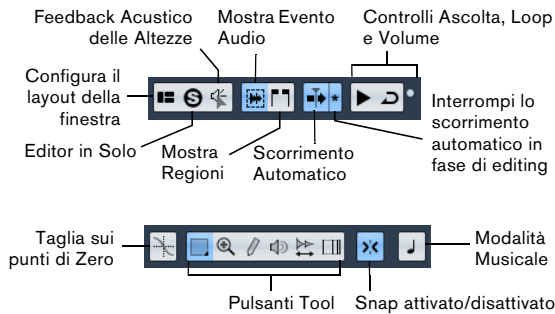 Feedback Acustico
delle Altezze
Mostra Evento
Audio
Controlli Ascolta, Loop
e Volume
Configura il
layout della
finestra
Editor in Solo
Mostra
Regioni
Scorrimento
Automatico
Interrompi lo
scorrimento
automatico in
fase di editing
Taglia sui
punti di Zero
Modalità
Musicale
Pulsanti Tool
Snap attivato/disattivato